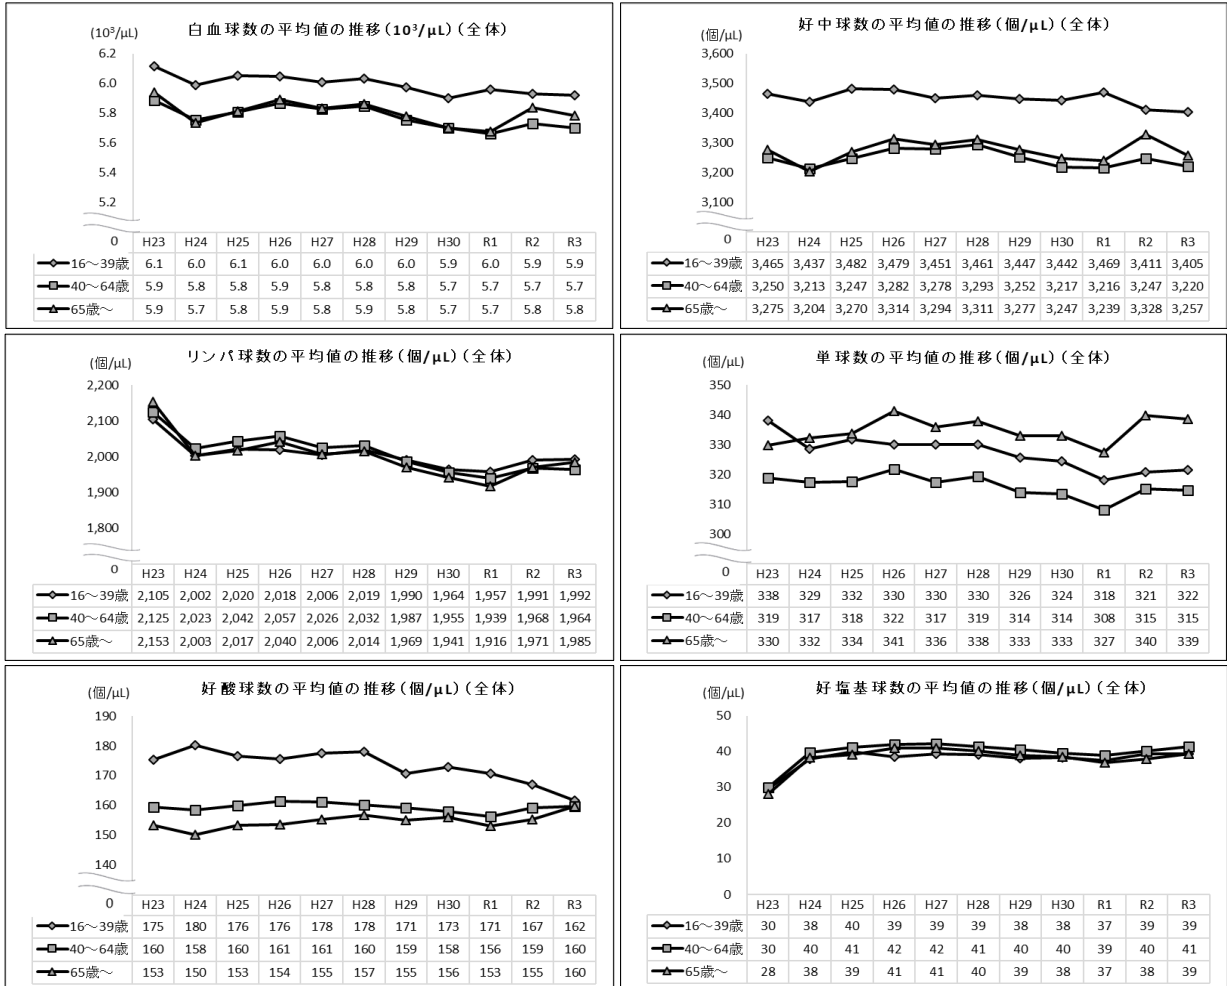 白血球数の平均値の推移(10³/μL)(全体)
(10³/μL)
6.2
6.0
5.8
5.6
5.4
5.2
0 H23 H24 H25 H26 H27 H28 H29 H30 R1 R2 R3
16～39歳 6.1 6.0 6.1 6.0 6.0 6.0 6.0 5.9 6.0 5.9 5.9
40～64歳 5.9 5.8 5.8 5.9 5.8 5.8 5.8 5.7 5.7 5.7 5.7
65歳～ 5.9 5.7 5.8 5.9 5.8 5.9 5.8 5.7 5.7 5.8 5.8
好中球数の平均値の推移(個/μL)(全体)
(個/μL)
3,600
3,500
3,400
3,300
3,200
3,100
0 H23 H24 H25 H26 H27 H28 H29 H30 R1 R2 R3
16～39歳 3,465 3,437 3,482 3,479 3,451 3,461 3,447 3,442 3,469 3,411 3,405
40～64歳 3,250 3,213 3,247 3,282 3,278 3,293 3,252 3,217 3,216 3,247 3,220
65歳～ 3,275 3,204 3,270 3,314 3,294 3,311 3,277 3,247 3,239 3,328 3,257
リンパ球数の平均値の推移(個/μL)(全体)
(個/μL)
2,200
2,100
2,000
1,900
1,800
0 H23 H24 H25 H26 H27 H28 H29 H30 R1 R2 R3
16～39歳 2,105 2,002 2,020 2,018 2,006 2,019 1,990 1,964 1,957 1,991 1,992
40～64歳 2,125 2,023 2,042 2,057 2,026 2,032 1,987 1,955 1,939 1,968 1,964
65歳～ 2,153 2,003 2,017 2,040 2,006 2,014 1,969 1,941 1,916 1,971 1,985
単球数の平均値の推移(個/μL)(全体)
(個/μL)
350
340
330
320
310
300
0 H23 H24 H25 H26 H27 H28 H29 H30 R1 R2 R3
16～39歳 338 329 332 330 330 330 326 324 318 321 322
40～64歳 319 317 318 322 317 319 314 314 308 315 315
65歳～ 330 332 334 341 336 338 333 333 327 340 339
好酸球数の平均値の推移(個/μL)(全体)
(個/μL)
190
180
170
160
150
140
0 H23 H24 H25 H26 H27 H28 H29 H30 R1 R2 R3
16～39歳 175 180 176 176 178 178 171 173 171 167 162
40～64歳 160 158 160 161 161 160 159 158 156 159 160
65歳～ 153 150 153 154 155 157 155 156 153 155 160
好塩基球数の平均値の推移(個/μL)(全体)
(個/μL)
50
40
30
20
10
0
H23 H24 H25 H26 H27 H28 H29 H30 R1 R2 R3
16～39歳 30 38 40 39 39 39 38 38 37 39 39
40～64歳 30 40 41 42 42 41 40 40 39 40 41
65歳～ 28 38 39 41 41 40 39 38 37 38 39